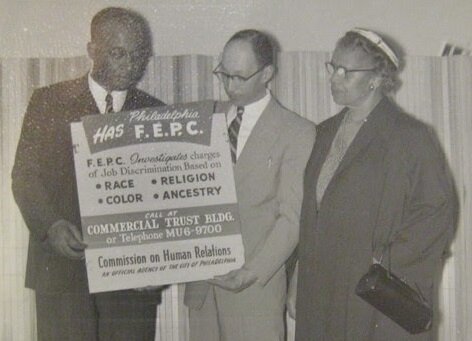 Philadelphia
HAS F.E.P.C.
F.E.P.C. Investigates charges
of Job Discrimination Based on
• RACE • RELIGION
• COLOR • ANCESTRY
CALL AT
COMMERCIAL TRUST BLDG.
or Telephone MU6-9700
Commission on Human Relations
AN OFFICIAL AGENCY OF THE CITY OF PHILADELPHIA